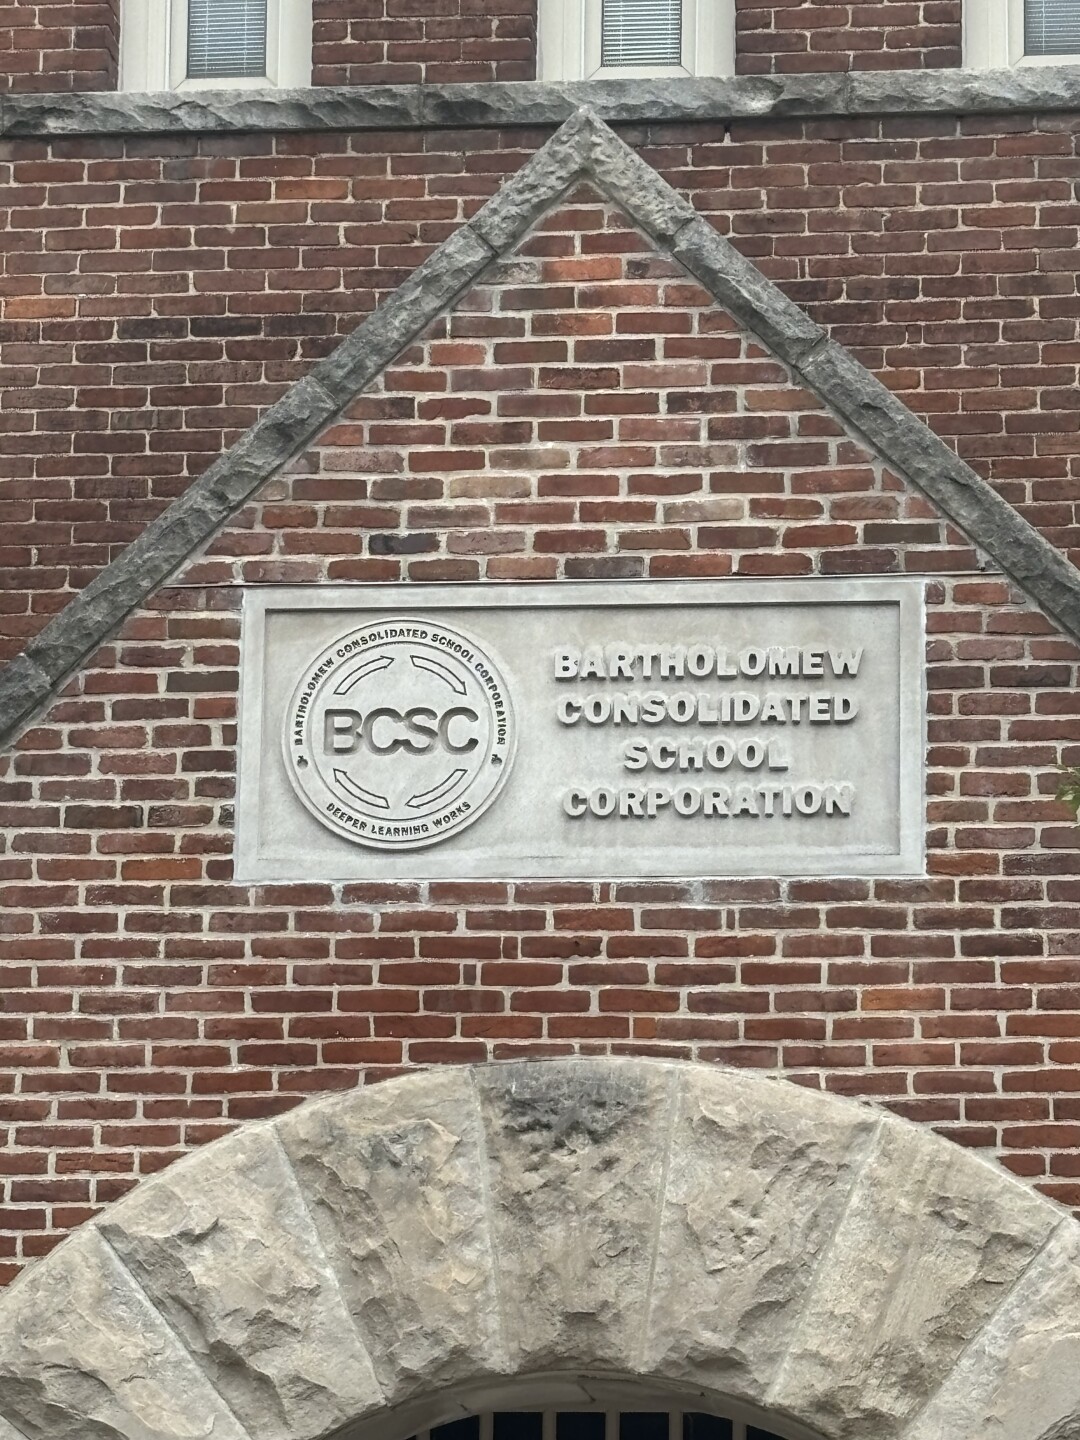 BARTHOLOMEW CONSOLIDATED SCHOOL CORPORATION
BCSC
DEEPER LEARNING WORKS
BARTHOLOMEW
CONSOLIDATED
SCHOOL
CORPORATION